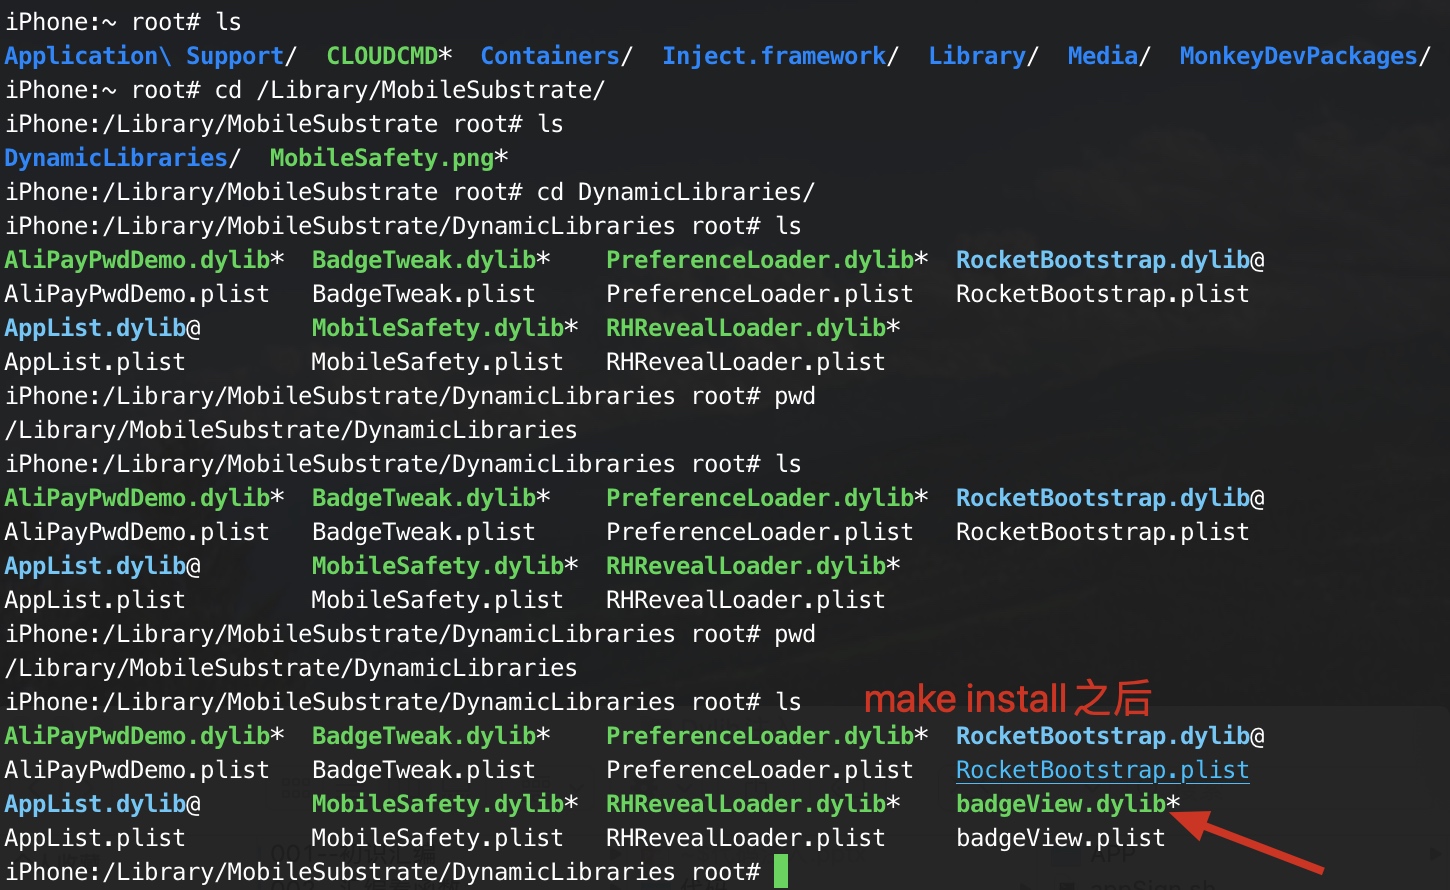 iPhone:~ root# ls
Application\ Support/  CLOUDCMD*  Containers/  Inject.framework/  Library/  Media/  MonkeyDevPackages/
iPhone:~ root# cd /Library/MobileSubstrate/
iPhone:/Library/MobileSubstrate root# ls
DynamicLibraries/  MobileSafety.png*
iPhone:/Library/MobileSubstrate root# cd DynamicLibraries/
iPhone:/Library/MobileSubstrate/DynamicLibraries root# ls
AliPayPwdDemo.dylib*  BadgeTweak.dylib*    PreferenceLoader.dylib*  RocketBootstrap.dylib@
AliPayPwdDemo.plist   BadgeTweak.plist     PreferenceLoader.plist   RocketBootstrap.plist
AppList.dylib@        MobileSafety.dylib*  RHRevealLoader.dylib*
AppList.plist         MobileSafety.plist   RHRevealLoader.plist
iPhone:/Library/MobileSubstrate/DynamicLibraries root# pwd
/Library/MobileSubstrate/DynamicLibraries
iPhone:/Library/MobileSubstrate/DynamicLibraries root# ls
AliPayPwdDemo.dylib*  BadgeTweak.dylib*    PreferenceLoader.dylib*  RocketBootstrap.dylib@
AliPayPwdDemo.plist   BadgeTweak.plist     PreferenceLoader.plist   RocketBootstrap.plist
AppList.dylib@        MobileSafety.dylib*  RHRevealLoader.dylib*
AppList.plist         MobileSafety.plist   RHRevealLoader.plist
iPhone:/Library/MobileSubstrate/DynamicLibraries root# pwd
/Library/MobileSubstrate/DynamicLibraries
iPhone:/Library/MobileSubstrate/DynamicLibraries root# ls    make install 之后
AliPayPwdDemo.dylib*  BadgeTweak.dylib*    PreferenceLoader.dylib*  RocketBootstrap.dylib@
AliPayPwdDemo.plist   BadgeTweak.plist     PreferenceLoader.plist   RocketBootstrap.plist
AppList.dylib@        MobileSafety.dylib*  RHRevealLoader.dylib*    badgeView.dylib*
AppList.plist         MobileSafety.plist   RHRevealLoader.plist     badgeView.plist
iPhone:/Library/MobileSubstrate/DynamicLibraries root#